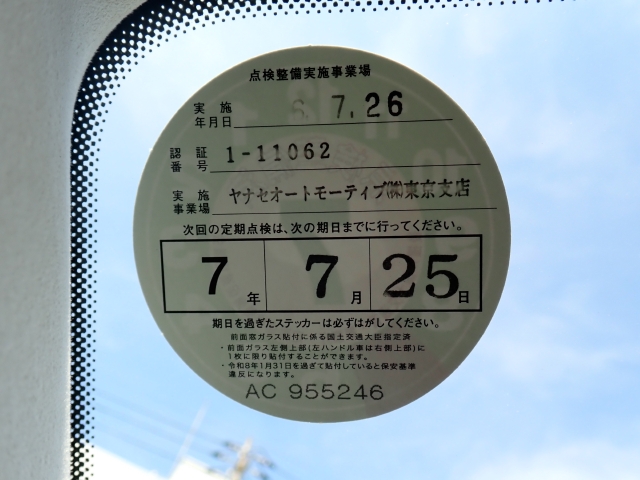 点検整備実施事業場
実施
年月日 6. 7. 26
認証
番号 1-11062
実施
事業場 ヤナセオートモーティブ㈱東京支店
次回の定期点検は、次の期日までに行ってください。
7年 7月 25日
期日を過ぎたステッカーは必ずはがしてください。
前面窓ガラス貼付に係る国土交通大臣指定済
・前面ガラス左側上部(左ハンドル車は右側上部)に
1枚に限り貼付することができます。
・令和8年1月31日を過ぎて貼付していると保安基準
違反になります。
AC 955246